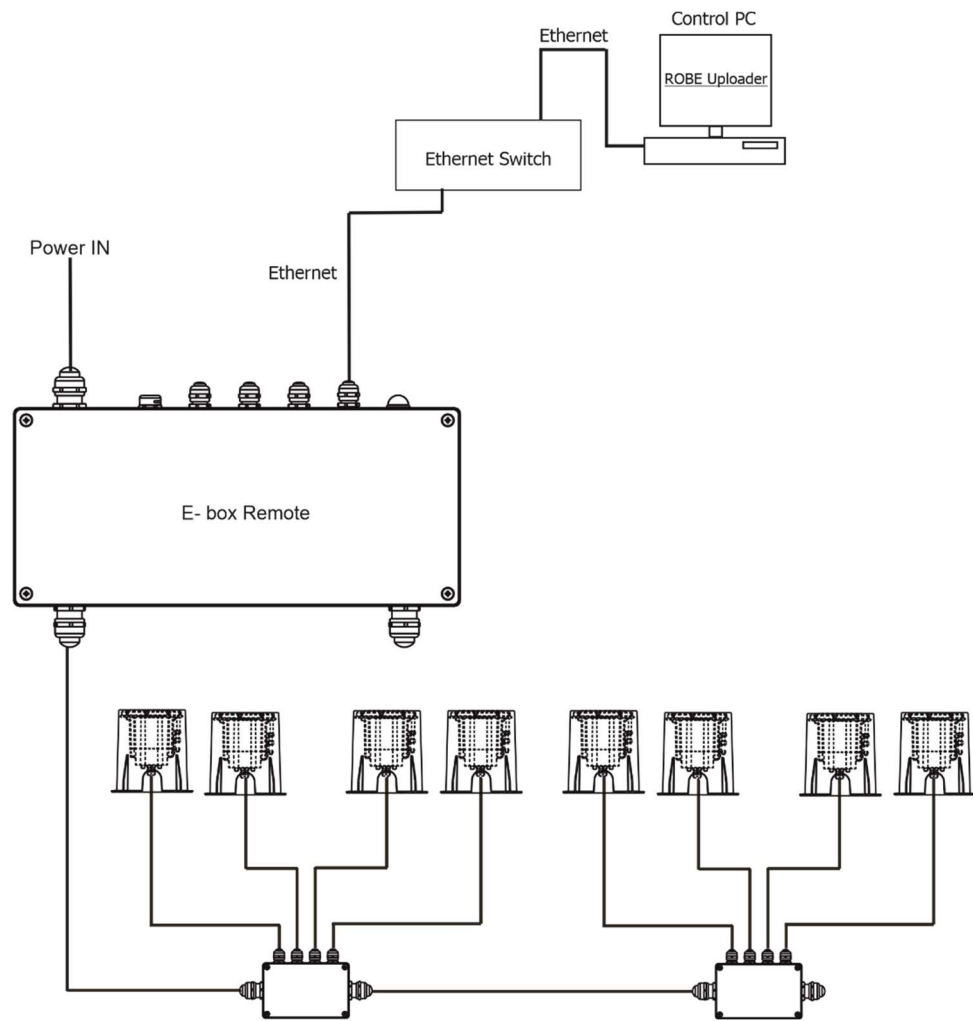 Control PC
Ethernet
ROBE Uploader
Ethernet Switch
Power IN
Ethernet
E- box Remote